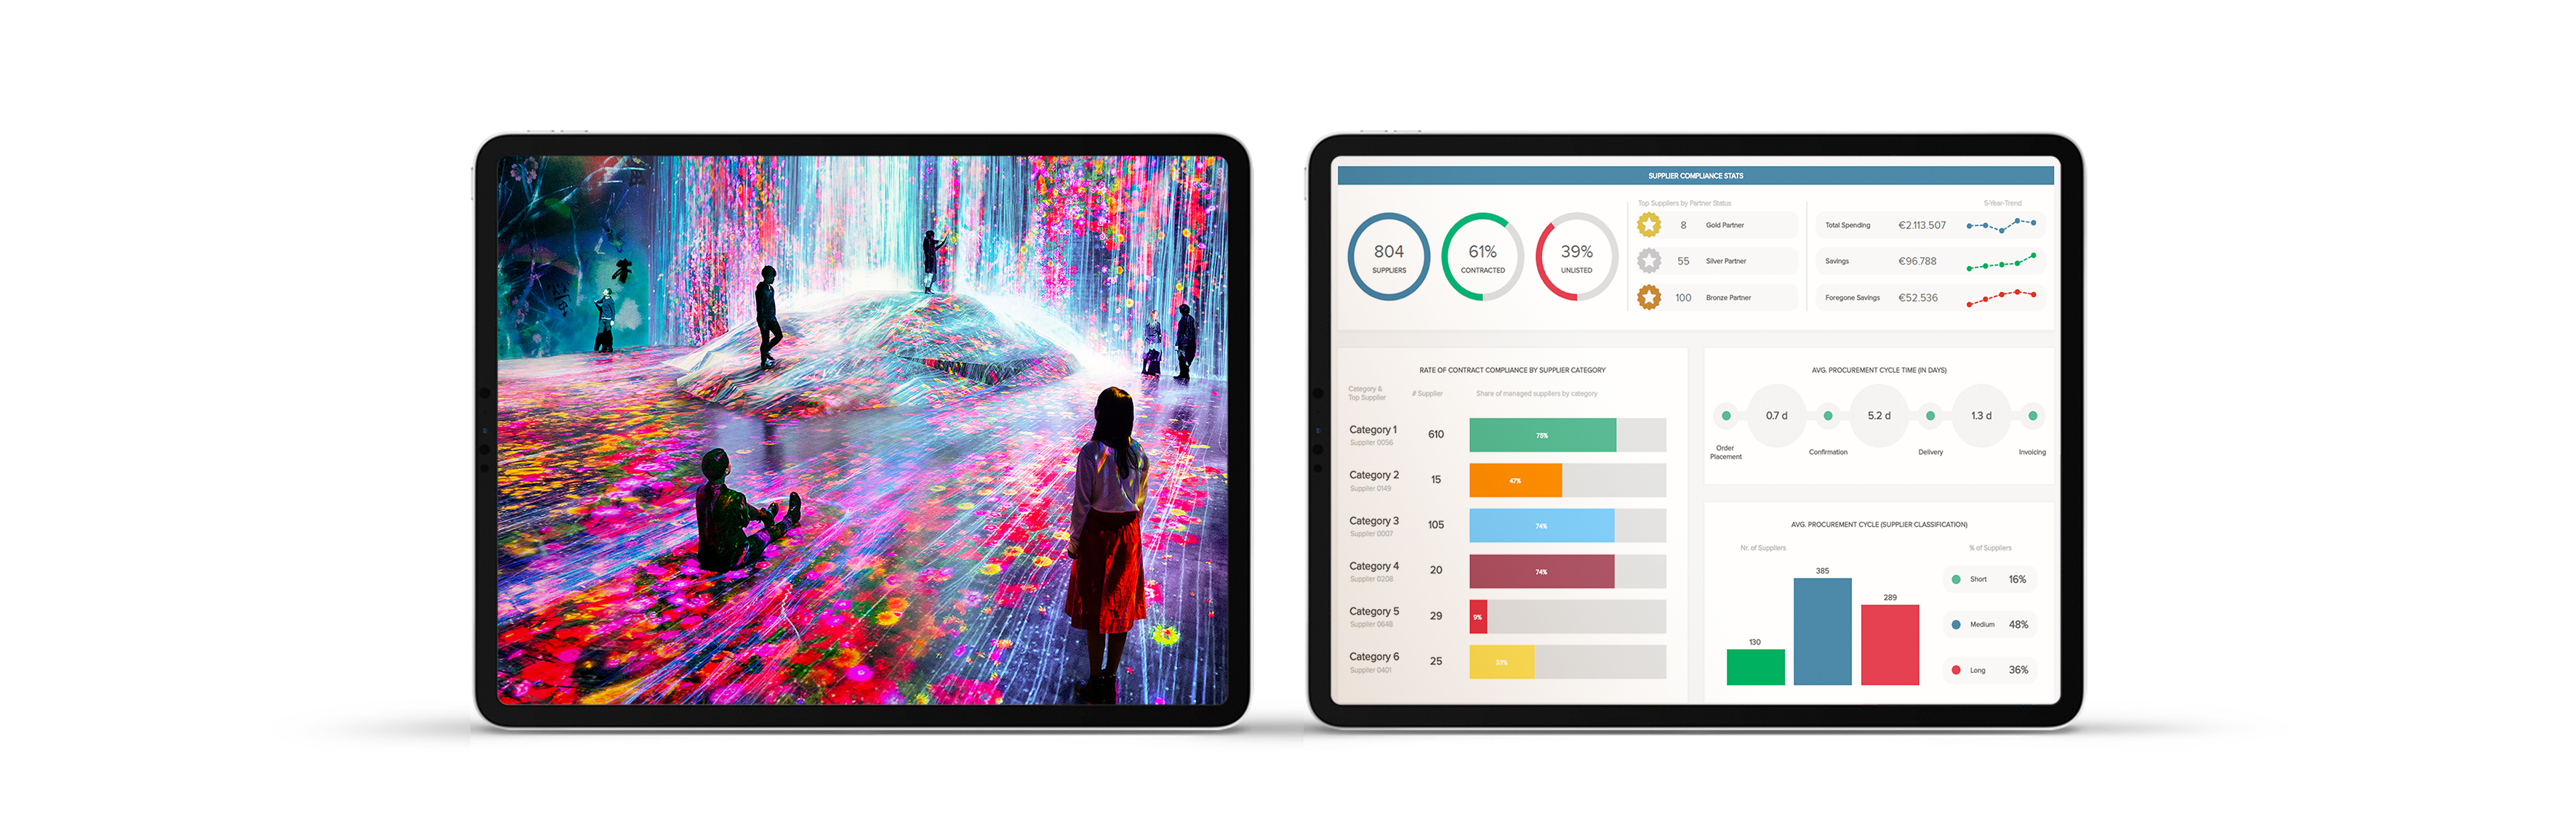 SUPPLIER COMPLIANCE STATS
804
SUPPLIERS
61%
CONTRACTED
39%
UNLISTED
Top Suppliers by Partner Status
8 Gold Partner
55 Silver Partner
100 Bronze Partner
5-Year-Trend
Total Spending €2.113.507
Savings €96.788
Foregone Savings €52.536
RATE OF CONTRACT COMPLIANCE BY SUPPLIER CATEGORY
Category &
Top Supplier
# Supplier
Share of managed suppliers by category
Category 1 610 75%
Supplier 0056
Category 2 15 47%
Supplier 0149
Category 3 105 74%
Supplier 0007
Category 4 20 74%
Supplier 0208
Category 5 29 9%
Supplier 0648
Category 6 25 33%
Supplier 0401
AVG. PROCUREMENT CYCLE TIME (IN DAYS)
0.7 d
5.2 d
1.3 d
Order
Placement
Confirmation
Delivery
Invoicing
AVG. PROCUREMENT CYCLE (SUPPLIER CLASSIFICATION)
Nr. of Suppliers
% of Suppliers
130
385
289
Short 16%
Medium 48%
Long 36%